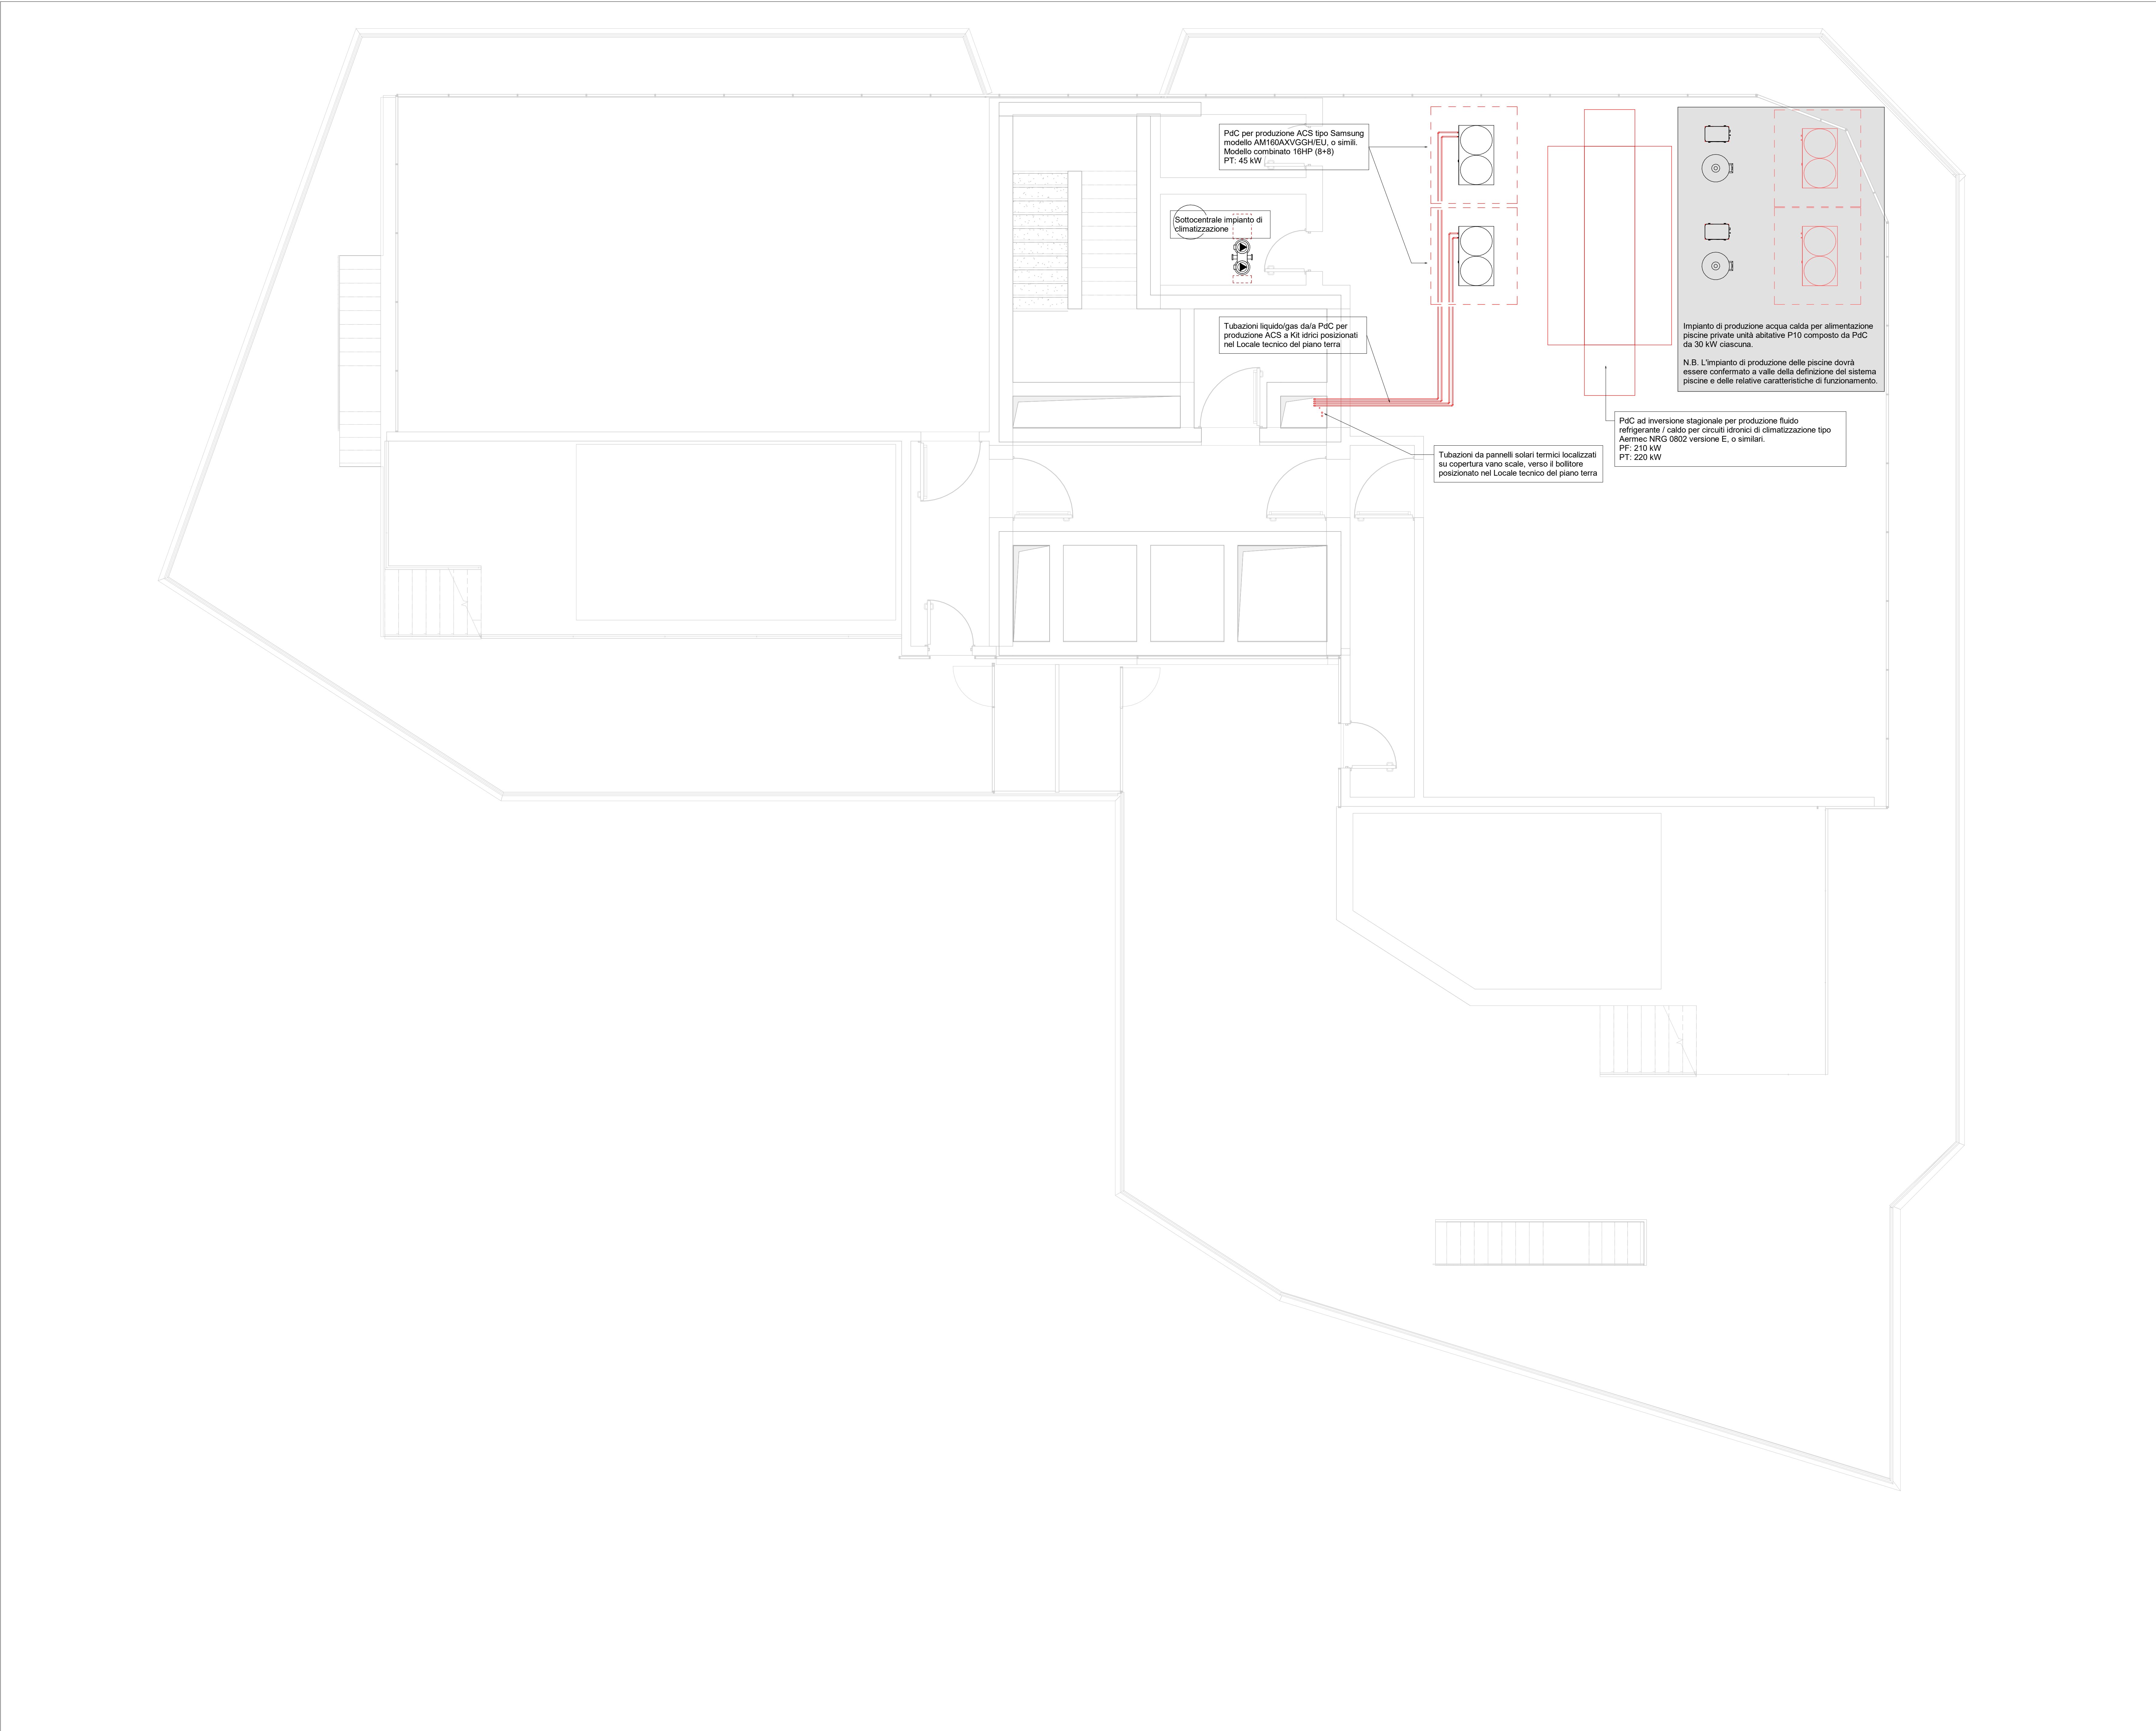 PdC per produzione ACS tipo Samsung
modello AM160AXVGGH/EU, o simili.
Modello combinato 16HP (8+8)
PT: 45 kW
Sottocentrale impianto di
climatizzazione
Tubazioni liquido/gas da/a PdC per
produzione ACS a Kit idrici posizionati
nel Locale tecnico del piano terra
Impianto di produzione acqua calda per alimentazione
piscine private unità abitative P10 composto da PdC
da 30 kW ciascuna.
N.B. L'impianto di produzione delle piscine dovrà
essere confermato a valle della definizione del sistema
piscine e delle relative caratteristiche di funzionamento.
PdC ad inversione stagionale per produzione fluido
refrigerante / caldo per circuiti idronici di climatizzazione tipo
Aermec NRG 0802 versione E, o similari.
PF: 210 kW
PT: 220 kW
Tubazioni da pannelli solari termici localizzati
su copertura vano scale, verso il bollitore
posizionato nel Locale tecnico del piano terra